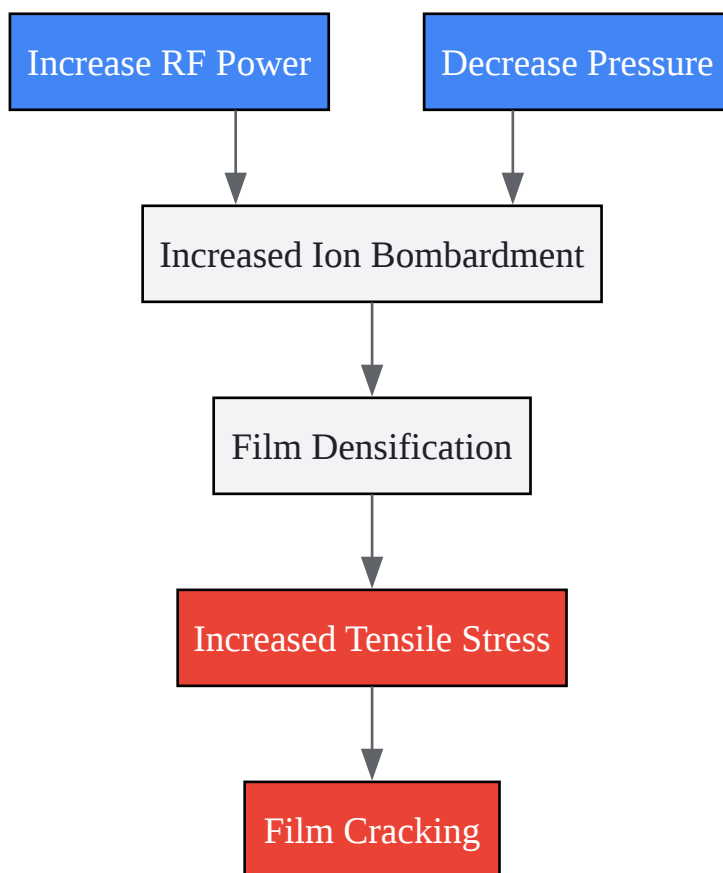 Increase RF Power
Decrease Pressure
Increased Ion Bombardment
Film Densification
Increased Tensile Stress
Film Cracking